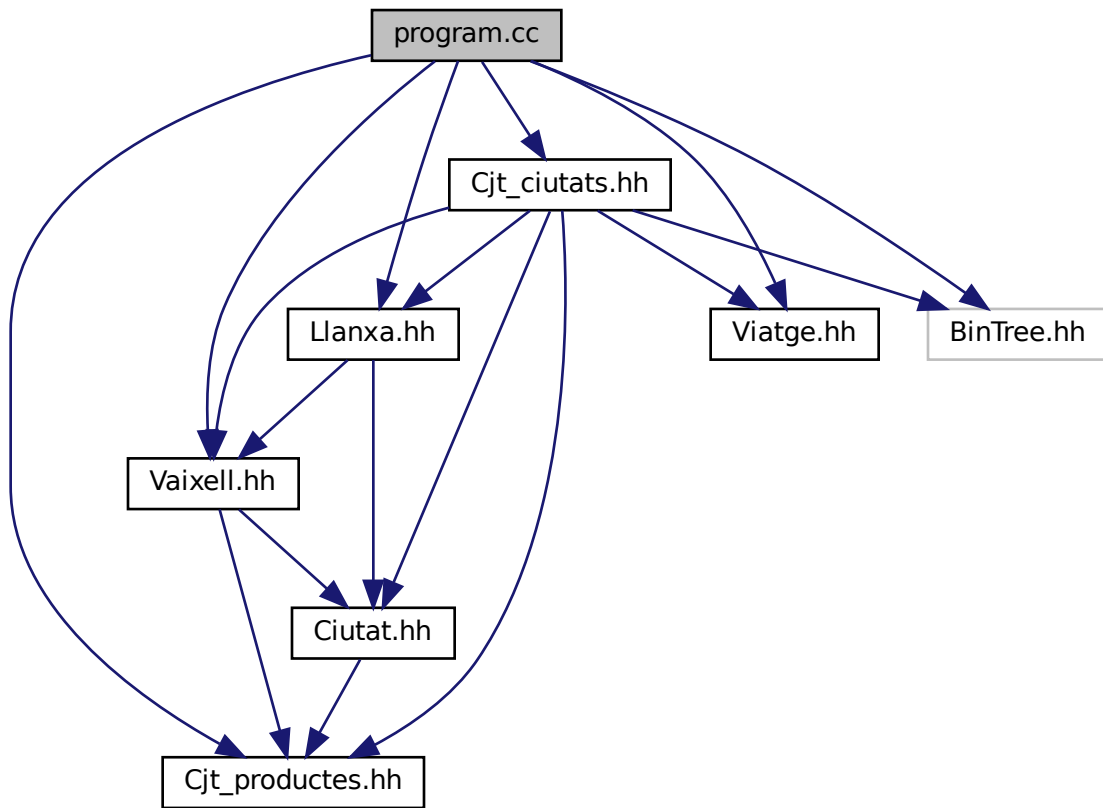 program.cc
Cjt_ciutats.hh
Llanxa.hh
Viatge.hh
BinTree.hh
Vaixell.hh
Ciutat.hh
Cjt_productes.hh